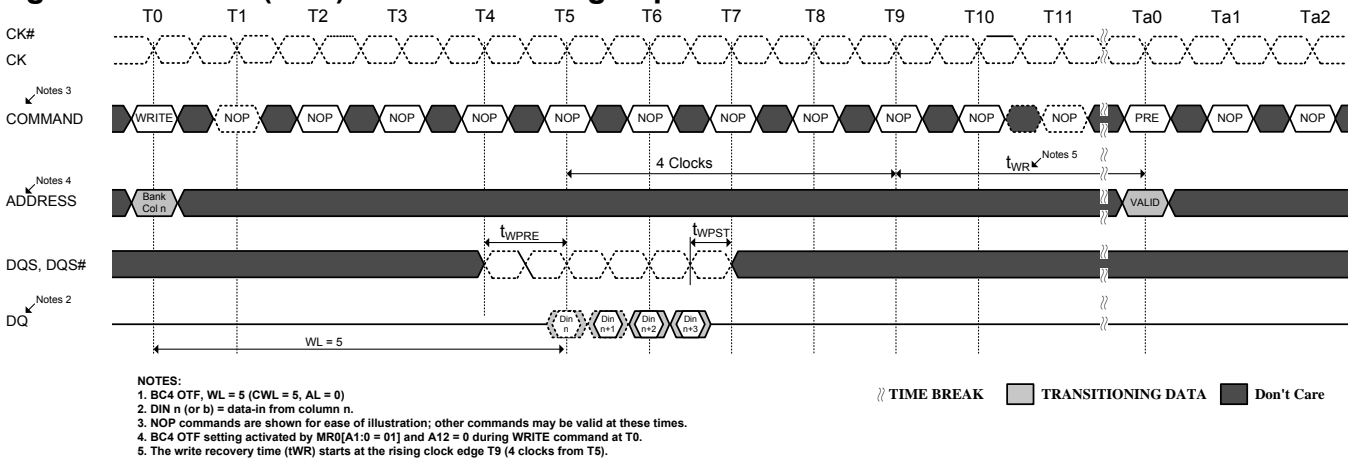 T0 T1 T2 T3 T4 T5 T6 T7 T8 T9 T10 T11 Ta0 Ta1 Ta2
CK#
CK
Notes 3
COMMAND WRITE NOP NOP NOP NOP NOP NOP NOP NOP NOP NOP NOP PRE NOP NOP
4 Clocks tWR Notes 5
Notes 4
ADDRESS Bank Col n VALID
tWPRE tWPST
DQS, DQS#
Notes 2
DQ Din n Din n+1 Din n+2 Din n+3
WL = 5
NOTES:
1. BC4 OTF, WL = 5 (CWL = 5, AL = 0)
2. DIN n (or b) = data-in from column n.
3. NOP commands are shown for ease of illustration; other commands may be valid at these times.
4. BC4 OTF setting activated by MR0[A1:0 = 01] and A12 = 0 during WRITE command at T0.
5. The write recovery time (tWR) starts at the rising clock edge T9 (4 clocks from T5).
TIME BREAK TRANSITIONING DATA Don't Care